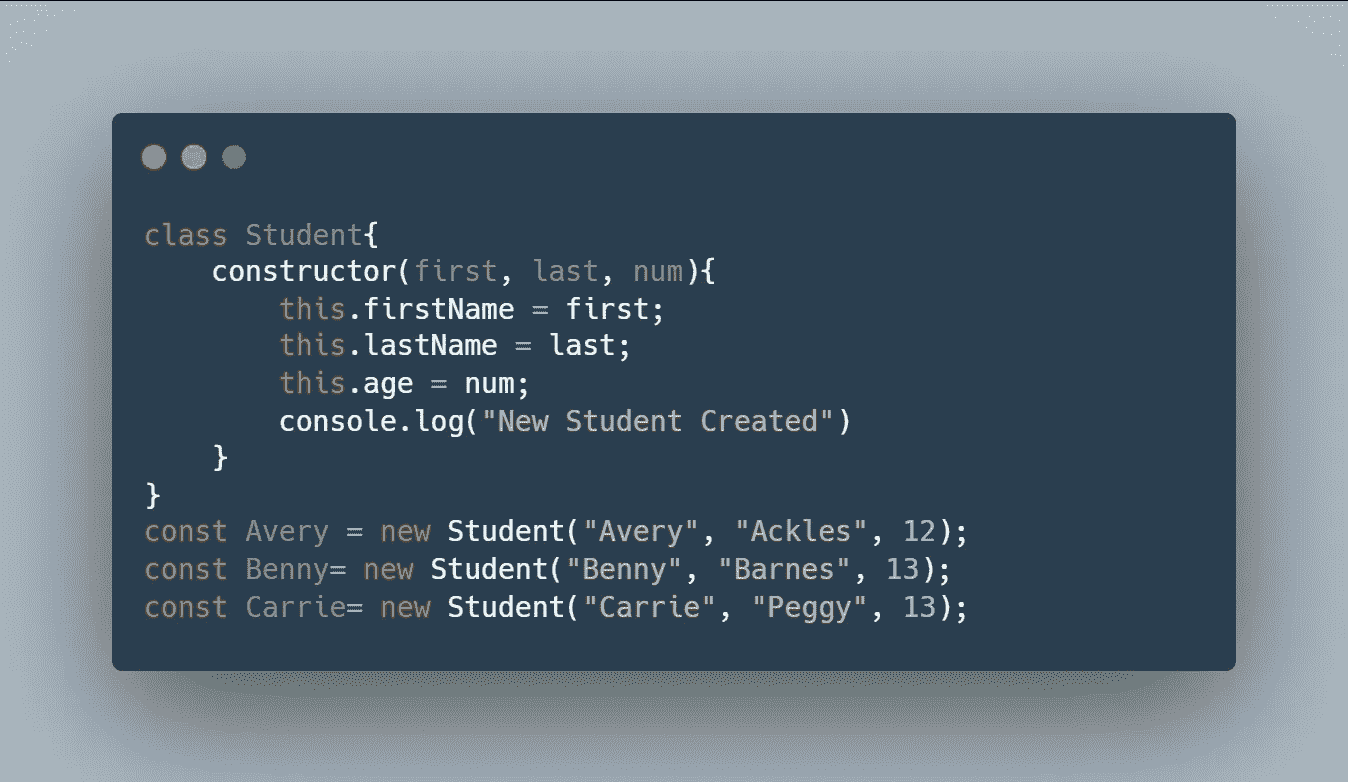 class Student{
    constructor(first, last, num){
        this.firstName = first;
        this.lastName = last;
        this.age = num;
        console.log("New Student Created")
    }
}
const Avery = new Student("Avery", "Ackles", 12);
const Benny= new Student("Benny", "Barnes", 13);
const Carrie= new Student("Carrie", "Peggy", 13);